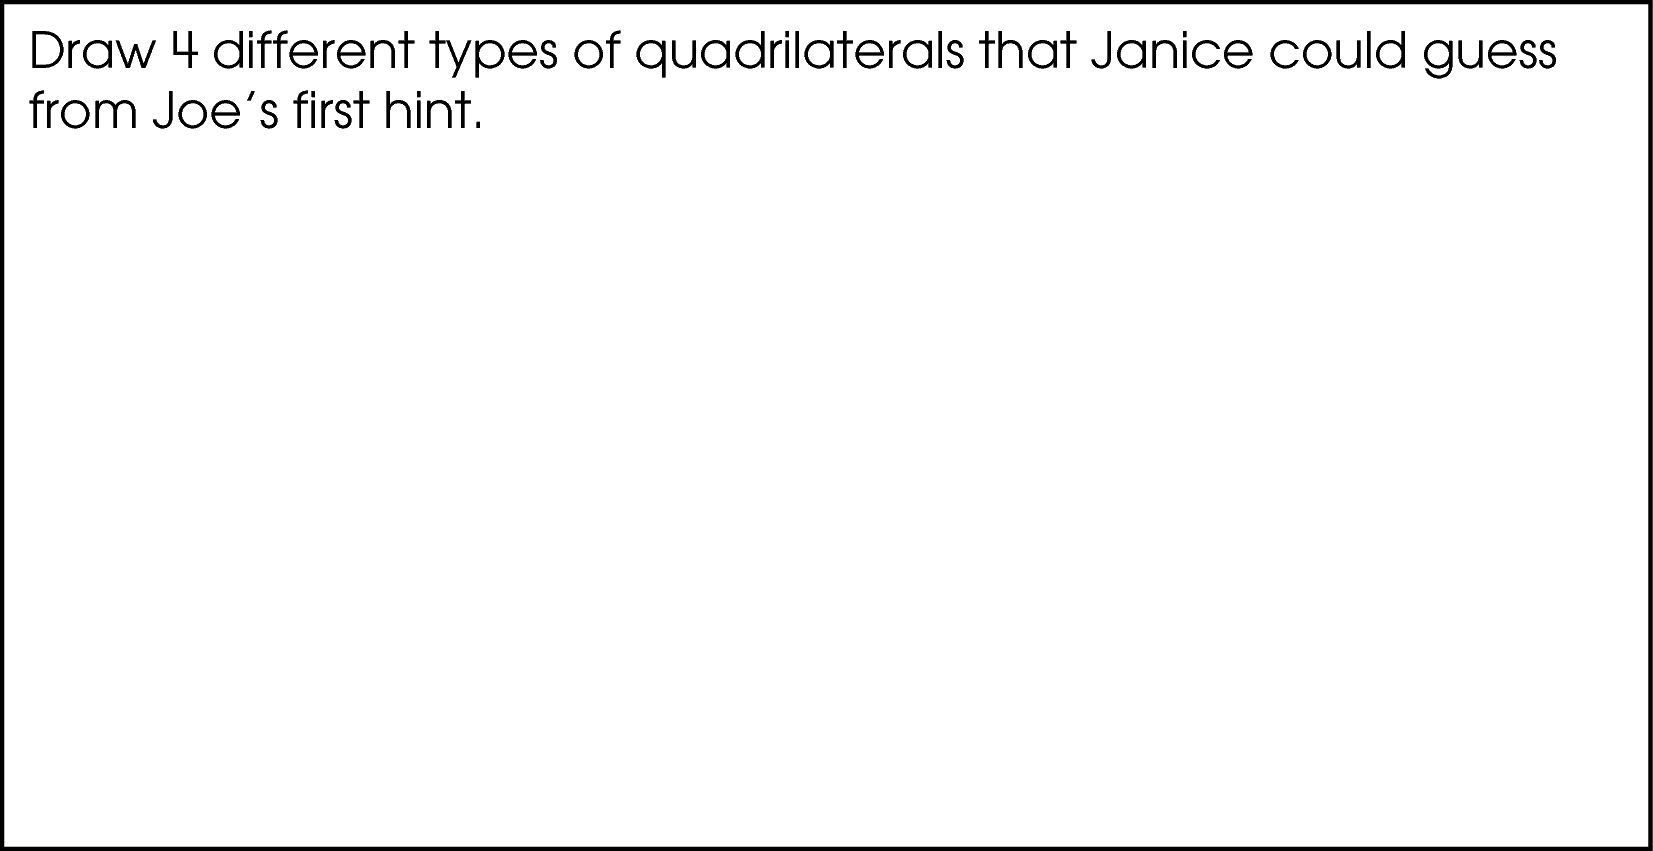 Draw 4 different types of quadrilaterals that Janice could guess
from Joe´s first hint.